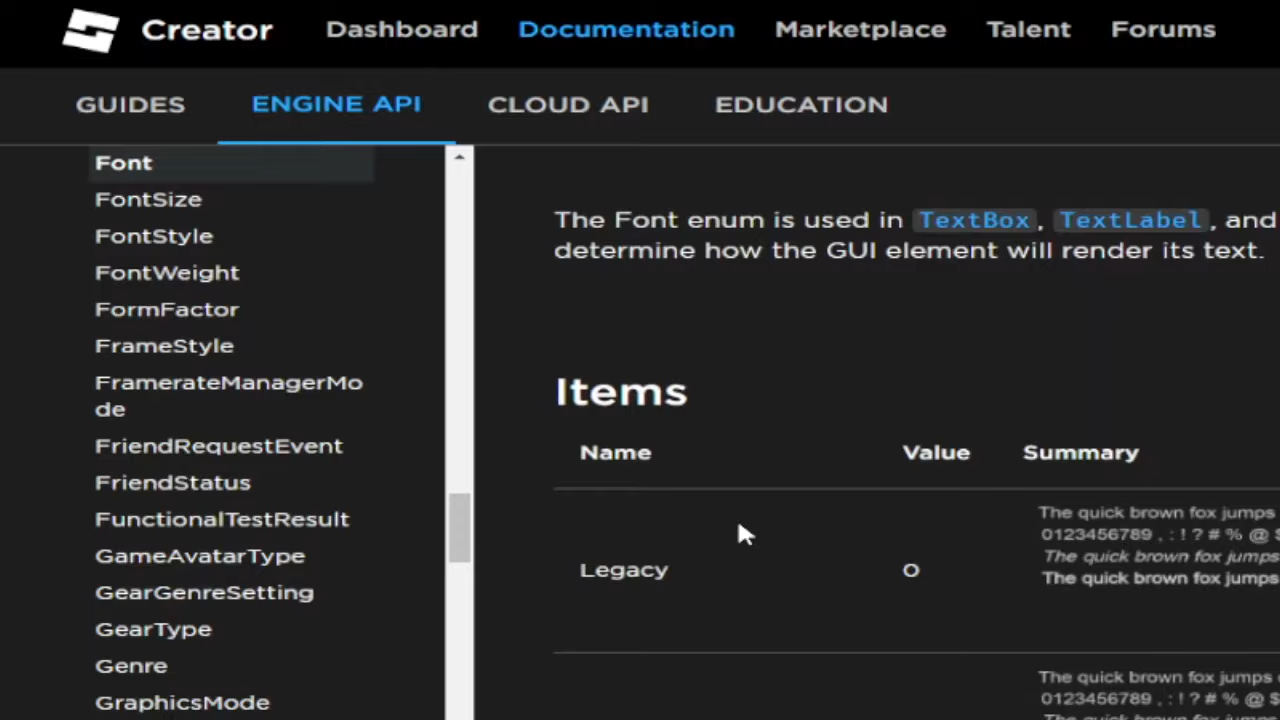 Creator Dashboard Documentation Marketplace Talent Forums
GUIDES ENGINE API CLOUD API EDUCATION
Font
FontSize
FontStyle
FontWeight
FormFactor
FrameStyle
FramerateManagerMo
de
FriendRequestEvent
FriendStatus
FunctionalTestResult
GameAvatarType
GearGenreSetting
GearType
Genre
GraphicsMode
The Font enum is used in TextBox, TextLabel, and
determine how the GUI element will render its text.
Items
Name Value Summary
Legacy 0
The quick brown fox jumps
0123456789 , : ! ? # % @ $
The quick brown fox jumps
The quick brown fox jumps
The quick brown fox jumps
0123456789 , : ! ? # % @ $